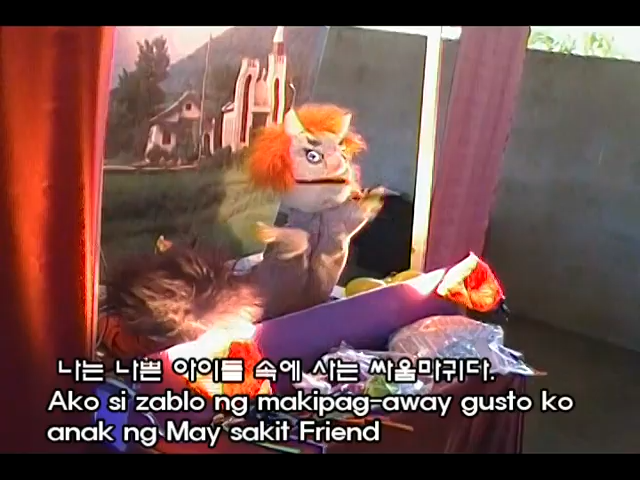 나는 나쁜 아이들 속에 사는 싸움마귀다.
Ako si zablo ng makipag-away gusto ko
anak ng May sakit Friend